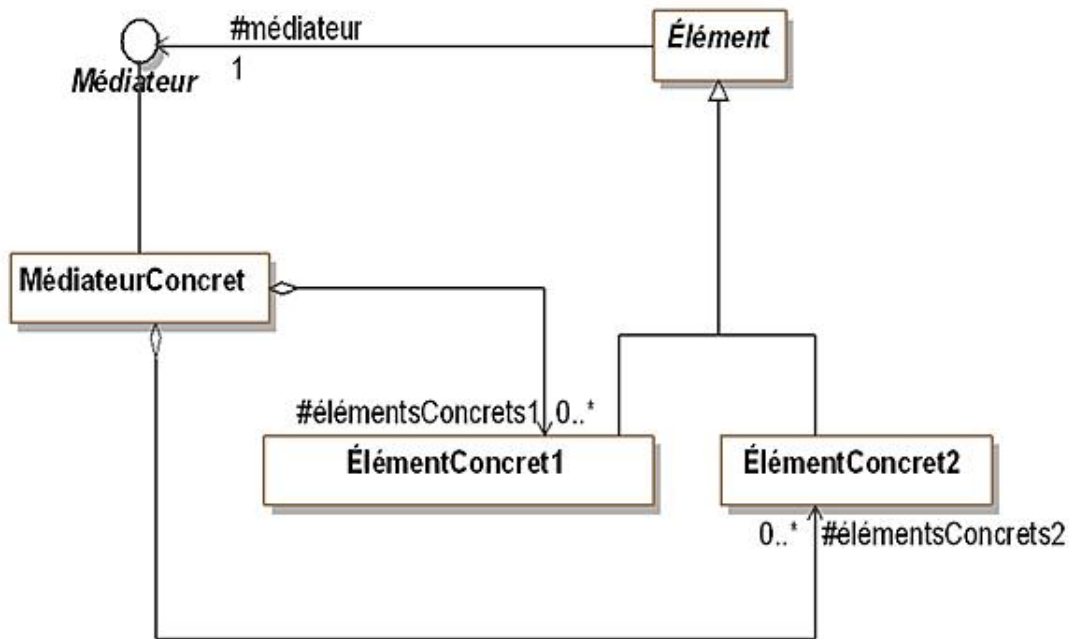 #médiateur
1
Élément
Médiateur
MédiateurConcret
#élémentsConcrets1 0..*
ÉlémentConcret1
ÉlémentConcret2
0..* #élémentsConcrets2